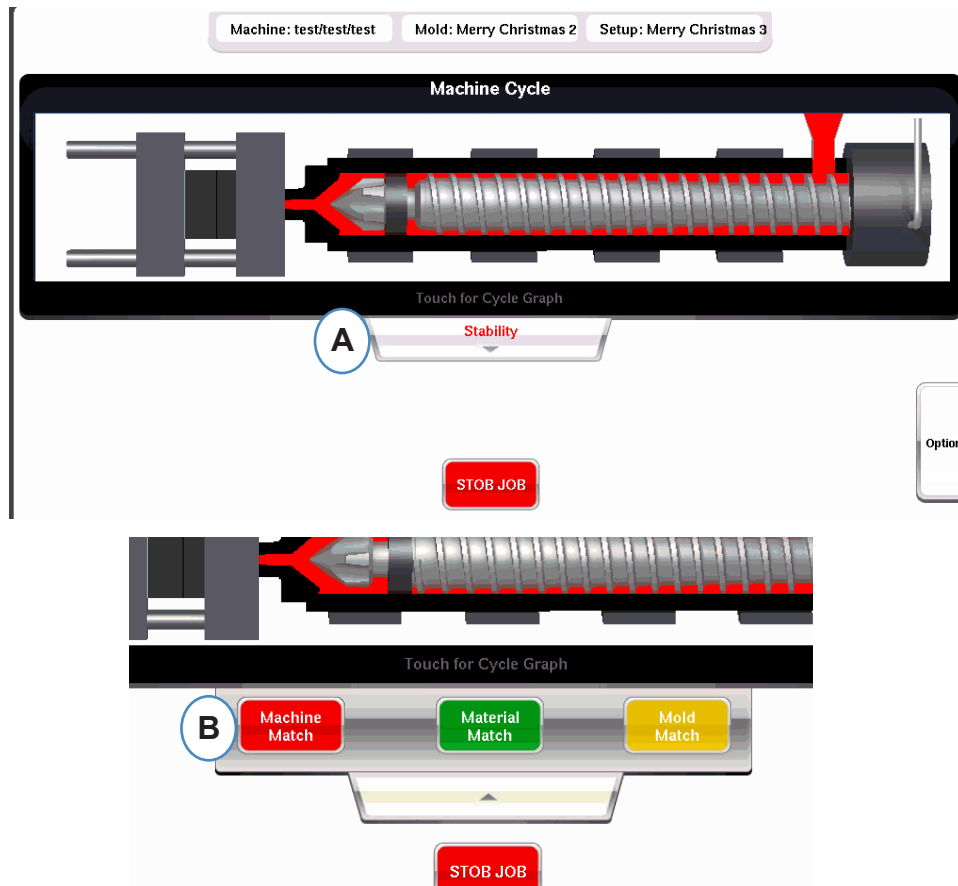 Machine: test/test/test Mold: Merry Christmas 2 Setup: Merry Christmas 3
Machine Cycle
Touch for Cycle Graph
A
Stability
Option
STOB JOB
Touch for Cycle Graph
B
Machine
Match
Material
Match
Mold
Match
STOB JOB